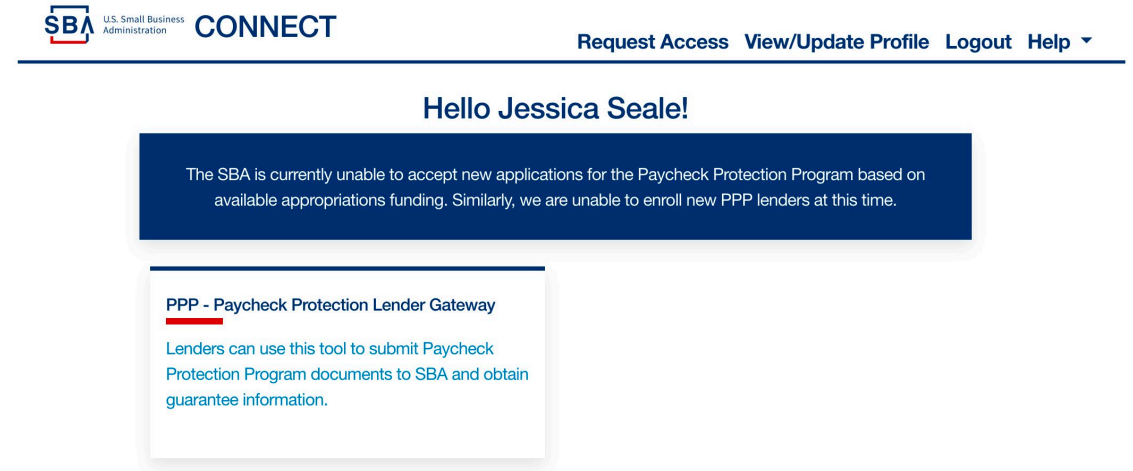 SBA U.S. Small Business Administration CONNECT
Request Access View/Update Profile Logout Help
Hello Jessica Seale!
The SBA is currently unable to accept new applications for the Paycheck Protection Program based on
available appropriations funding. Similarly, we are unable to enroll new PPP lenders at this time.
PPP - Paycheck Protection Lender Gateway
Lenders can use this tool to submit Paycheck
Protection Program documents to SBA and obtain
guarantee information.